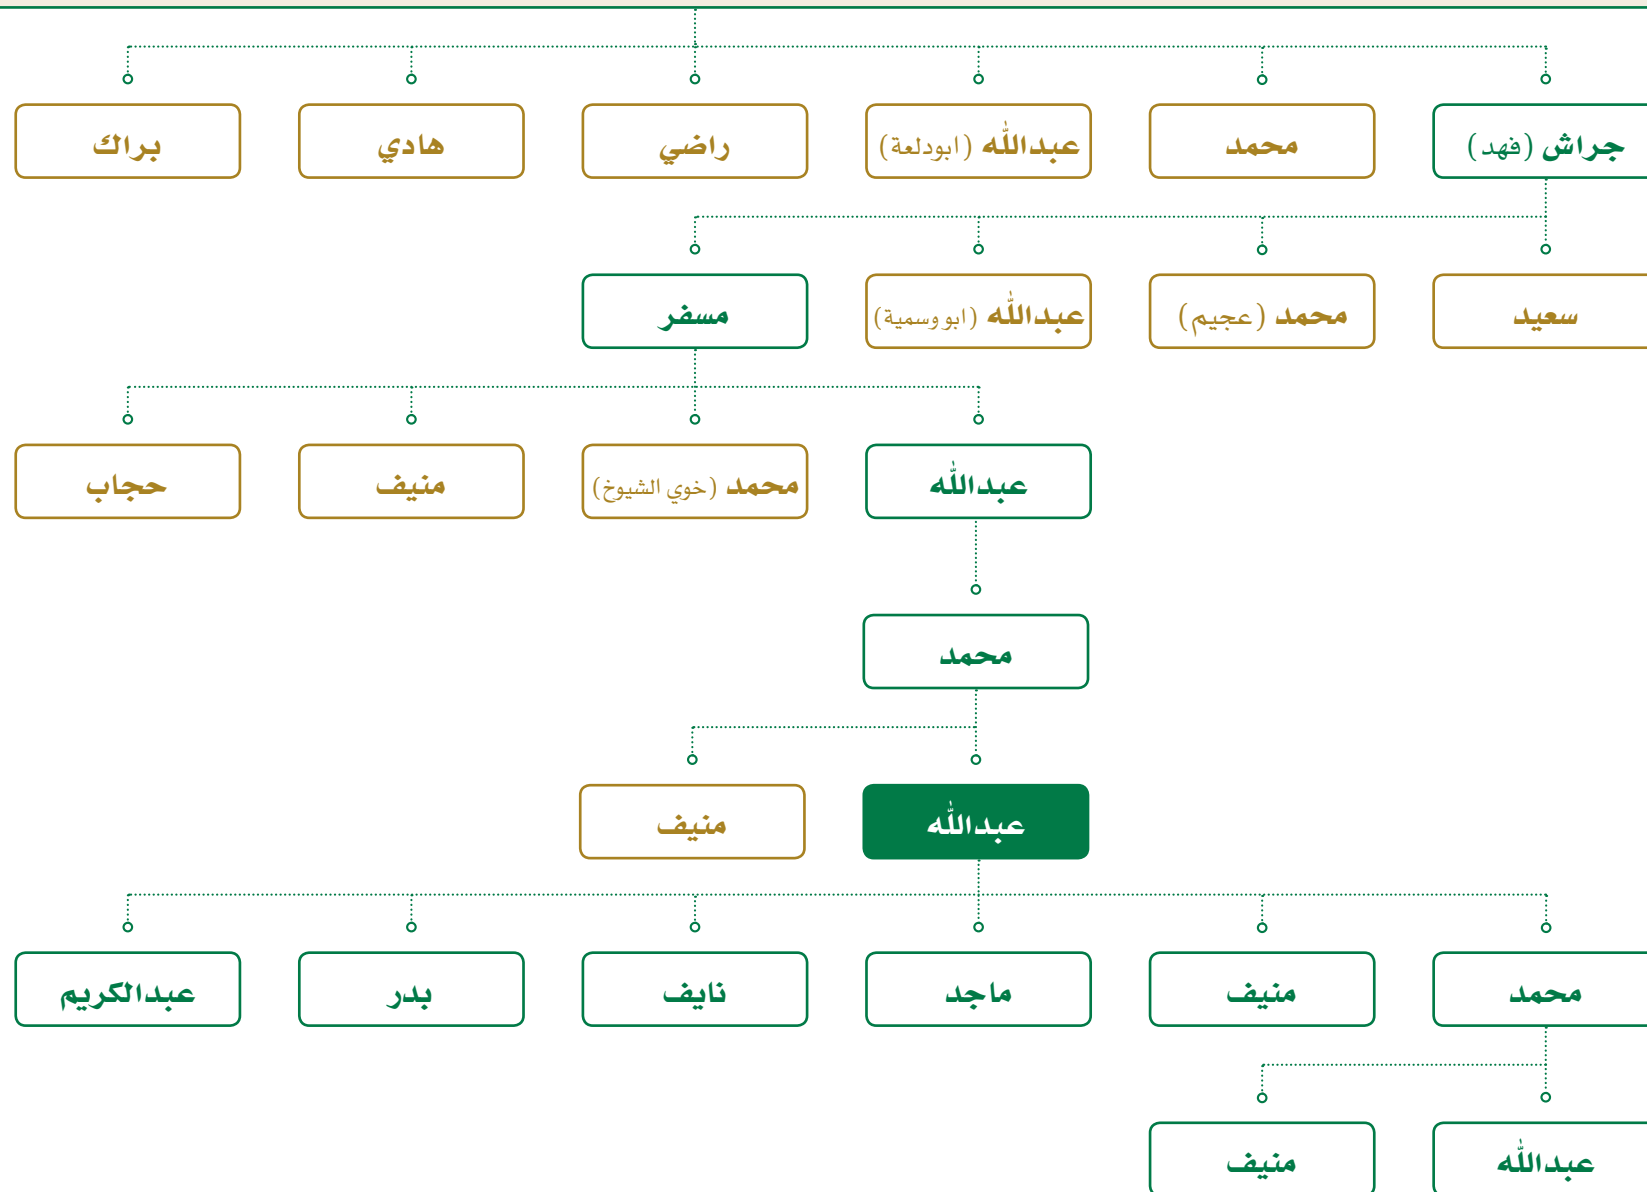 جراش (فهد)
محمد
عبدالله (ابودلعة)
راضي
هادي
براك
سعيد
محمد (عجيم)
عبدالله (ابو وسمية)
مسفر
عبدالله
محمد (خوي الشيوخ)
منيف
حجاب
محمد
عبدالله
منيف
محمد
منيف
ماجد
نايف
بدر
عبدالكريم
عبدالله
منيف